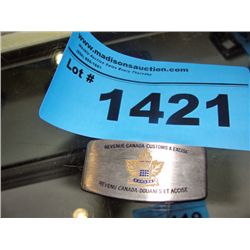 www.madisonsauction.com
Lot #
1421
REVENUE CANADA CUSTOMS & EXCISE
REVENU CANADA-DOUANES ET ACCISE